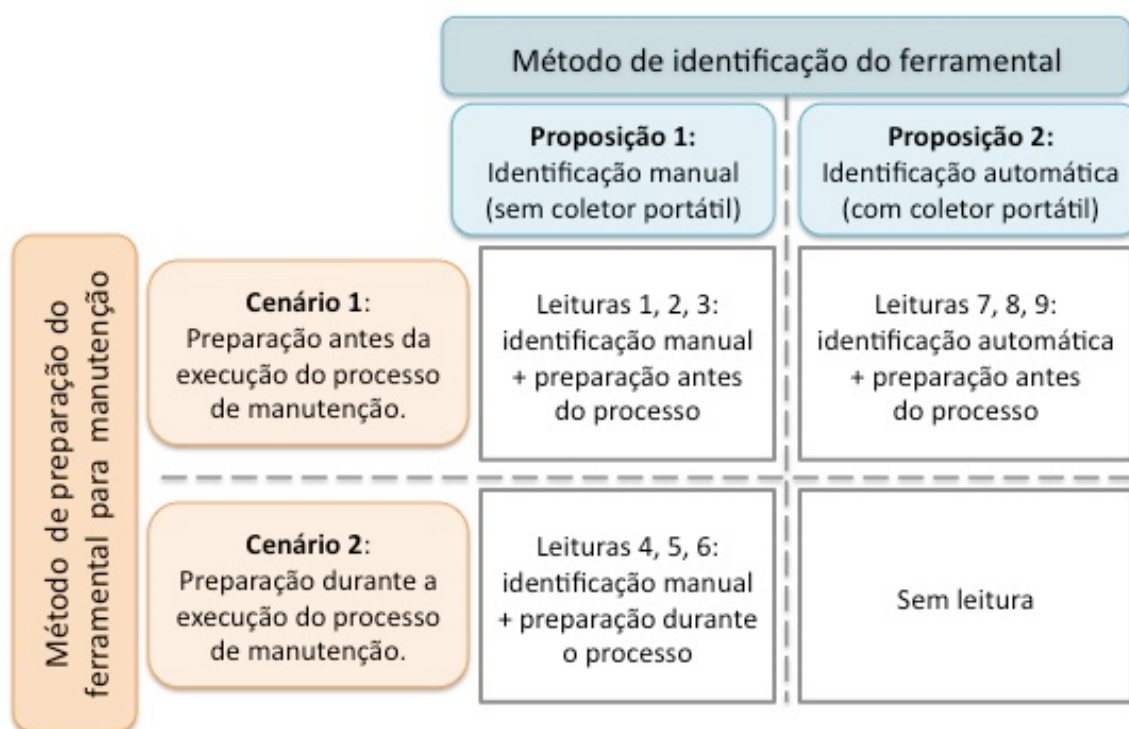 Método de identificação do ferramental
Proposição 1:
Identificação manual
(sem coletor portátil)
Proposição 2:
Identificação automática
(com coletor portátil)
Método de preparação do
ferramental para manutenção
Cenário 1:
Preparação antes da
execução do processo
de manutenção.
Leituras 1, 2, 3:
identificação manual
+ preparação antes
do processo
Leituras 7, 8, 9:
identificação automática
+ preparação antes
do processo
Cenário 2:
Preparação durante a
execução do processo
de manutenção.
Leituras 4, 5, 6:
identificação manual
+ preparação durante
o processo
Sem leitura